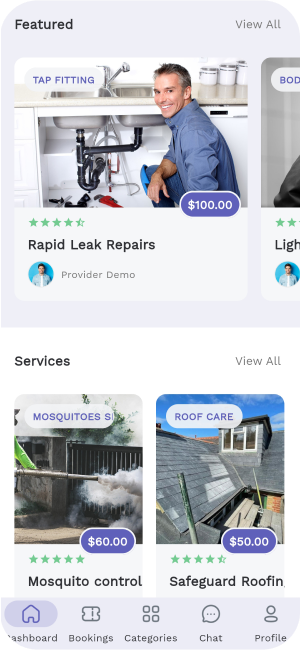 Featured View All
TAP FITTING BOD
$100.00
Rapid Leak Repairs Ligh
Provider Demo
Services View All
MOSQUITOES S ROOF CARE
$60.00 $50.00
Mosquito control Safeguard Roofin
ashboard Bookings Categories Chat Profile